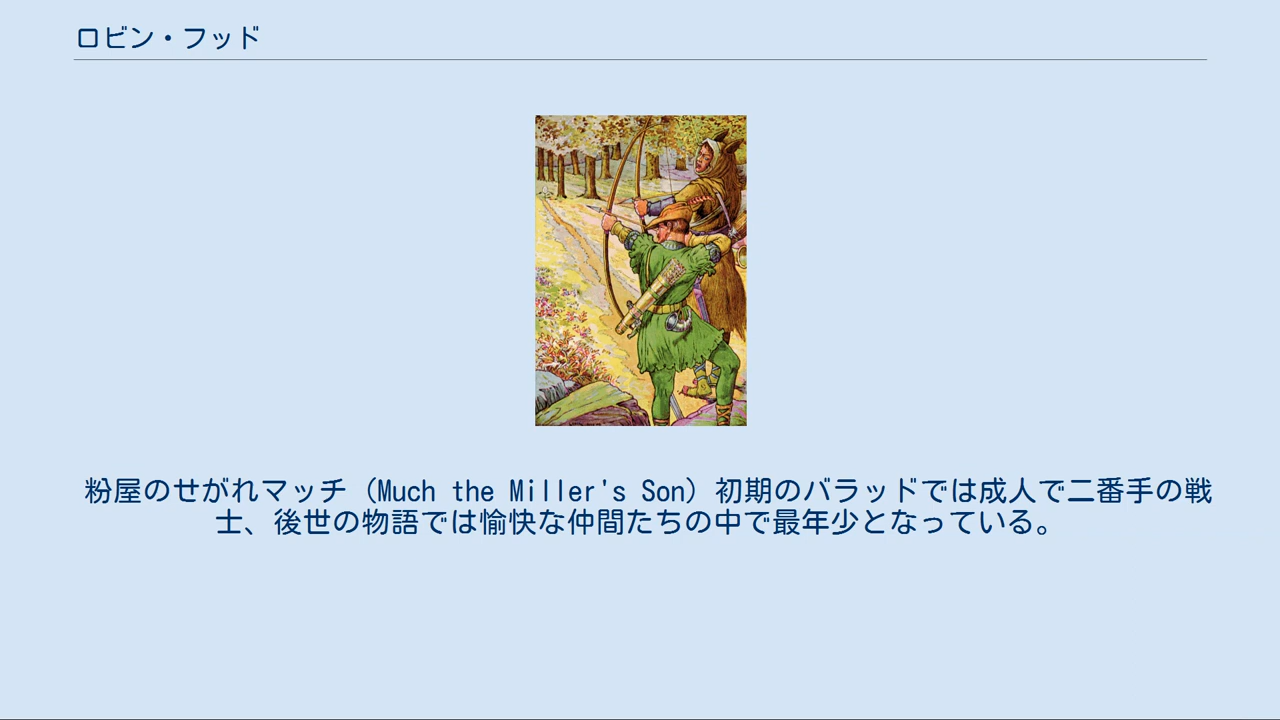 ロビン・フッド
粉屋のせがれマッチ（Much the Miller's Son）初期のバラッドでは成人で二番手の戦
士、後世の物語では愉快な仲間たちの中で最年少となっている。